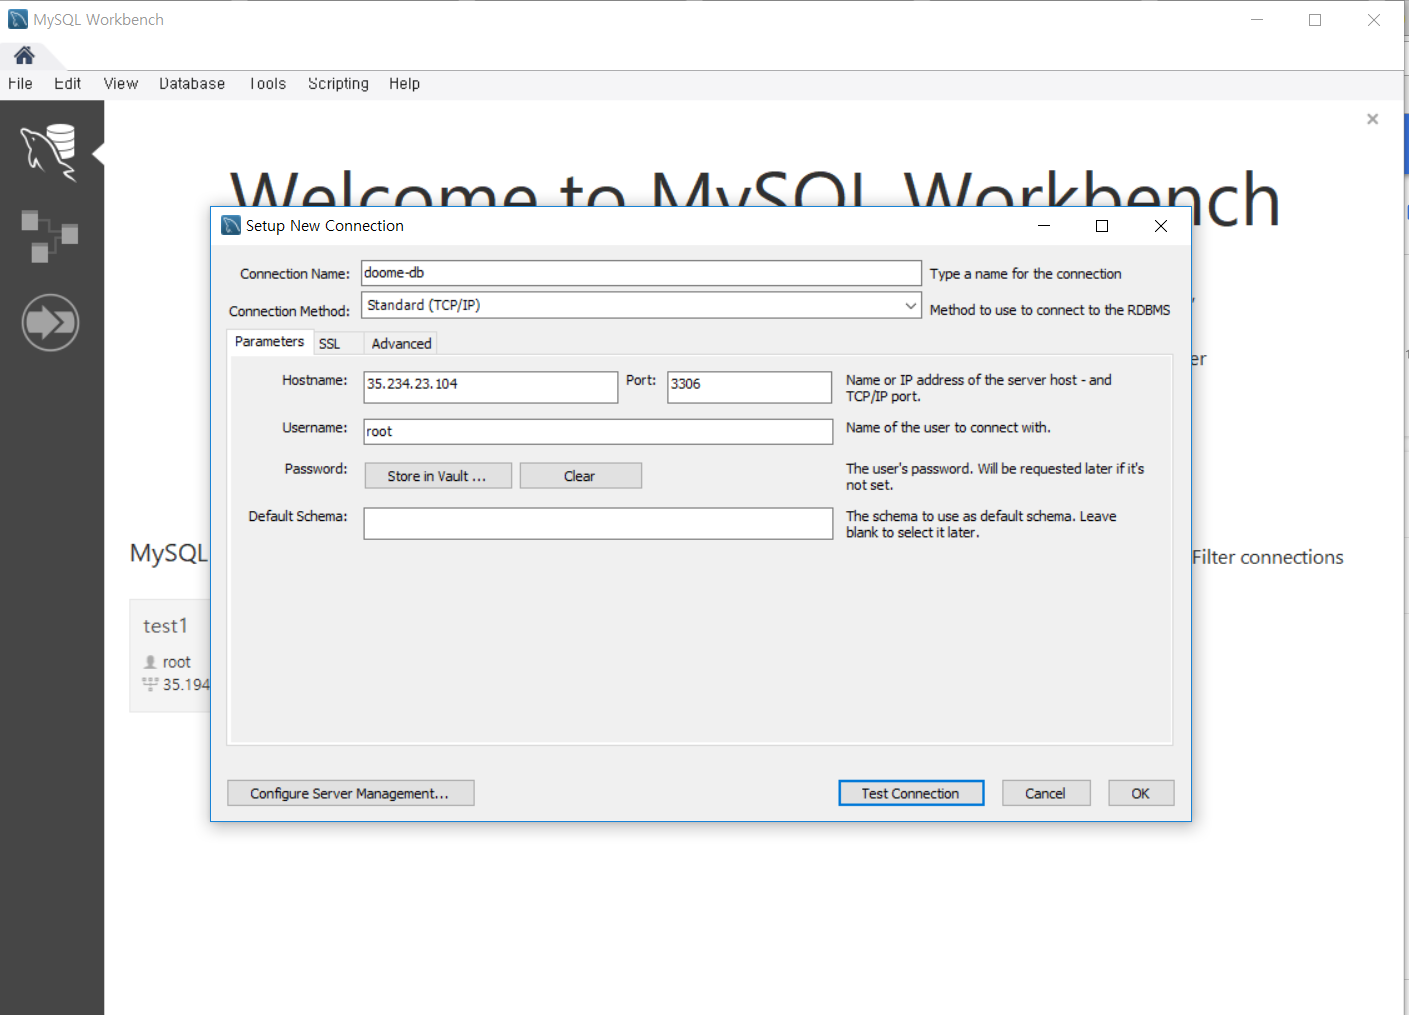 MySQL Workbench
File Edit View Database Tools Scripting Help
Welcome to MySQL Workbench
Setup New Connection
Connection Name: doome-db Type a name for the connection
Connection Method: Standard (TCP/IP) Method to use to connect to the RDBMS
Parameters SSL Advanced
Hostname: 35.234.23.104 Port: 3306 Name or IP address of the server host - and
TCP/IP port.
Username: root Name of the user to connect with.
Password: Store in Vault ... Clear The user's password. Will be requested later if it's
not set.
Default Schema: The schema to use as default schema. Leave
blank to select it later.
MySQL
Filter connections
test1
root
35.194
Configure Server Management... Test Connection Cancel OK